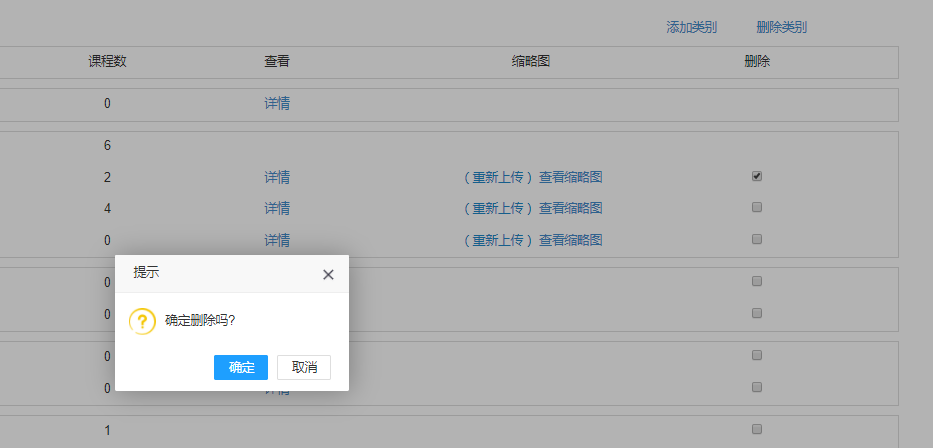 添加类别 删除类别
课程数 查看 缩略图 删除
0 详情
6
2 详情 (重新上传) 查看缩略图
4 详情 (重新上传) 查看缩略图
0 详情 (重新上传) 查看缩略图
提示
0
确定删除吗?
0
0
确定 取消
0 详情
1